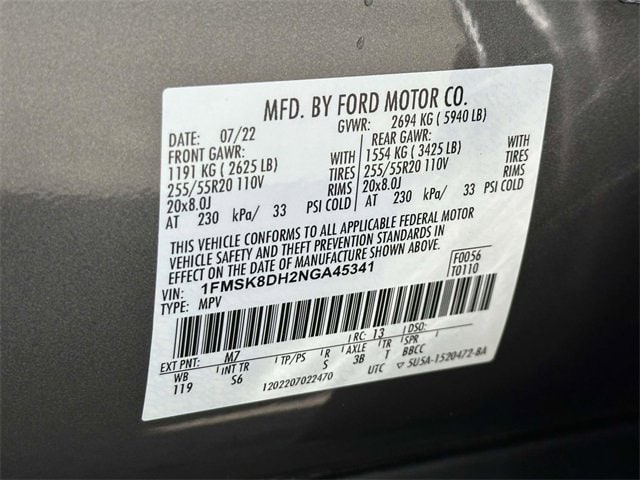 MFD. BY FORD MOTOR CO.
DATE: 07/22 GVWR: 2694 KG ( 5940 LB)
FRONT GAWR: REAR GAWR:
1191 KG ( 2625 LB) WITH 1554 KG ( 3425 LB) WITH
255/55R20 110V TIRES 255/55R20 110V TIRES
20x8.0J RIMS 20x8.0J RIMS
AT 230 kPa/ 33 PSI COLD AT 230 kPa/ 33 PSI COLD
THIS VEHICLE CONFORMS TO ALL APPLICABLE FEDERAL MOTOR
VEHICLE SAFETY AND THEFT PREVENTION STANDARDS IN
EFFECT ON THE DATE OF MANUFACTURE SHOWN ABOVE.
VIN: 1FMSK8DH2NGA45341 F0056
TYPE: MPV T0110
EXT PNT: M7 RC: 13 DSO:
WB INT TR TP/PS R AXLE TR SPR
119 S6 S 3B T BBCC
1202207022470 UTC ▽ 5U5A-1520472-BA